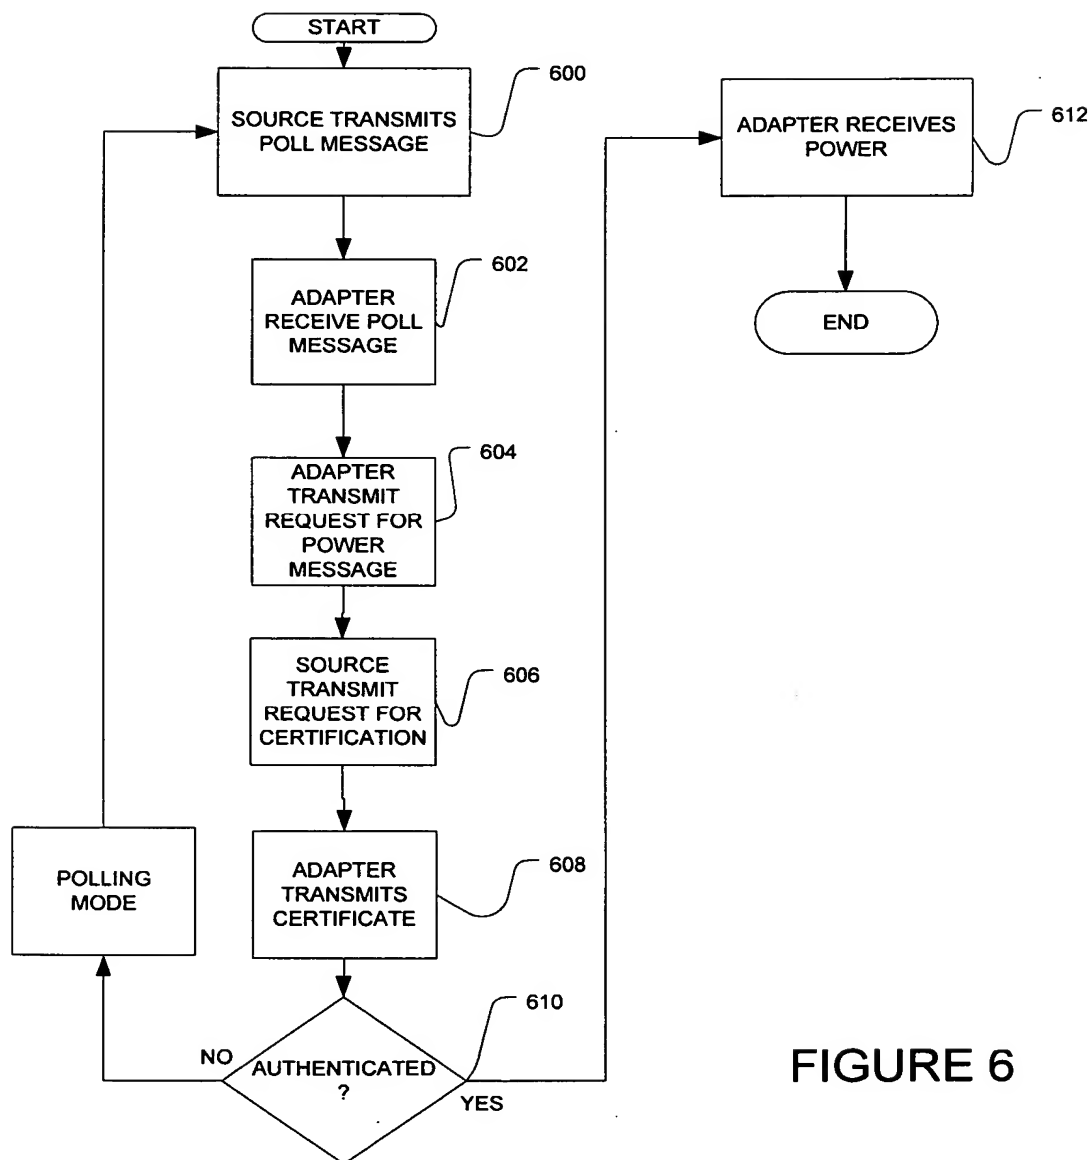 START
600
SOURCE TRANSMITS
POLL MESSAGE
602
ADAPTER
RECEIVE POLL
MESSAGE
604
ADAPTER
TRANSMIT
REQUEST FOR
POWER
MESSAGE
606
SOURCE
TRANSMIT
REQUEST FOR
CERTIFICATION
608
ADAPTER
TRANSMITS
CERTIFICATE
POLLING
MODE
610
AUTHENTICATED
?
NO
YES
612
ADAPTER RECEIVES
POWER
END
FIGURE 6